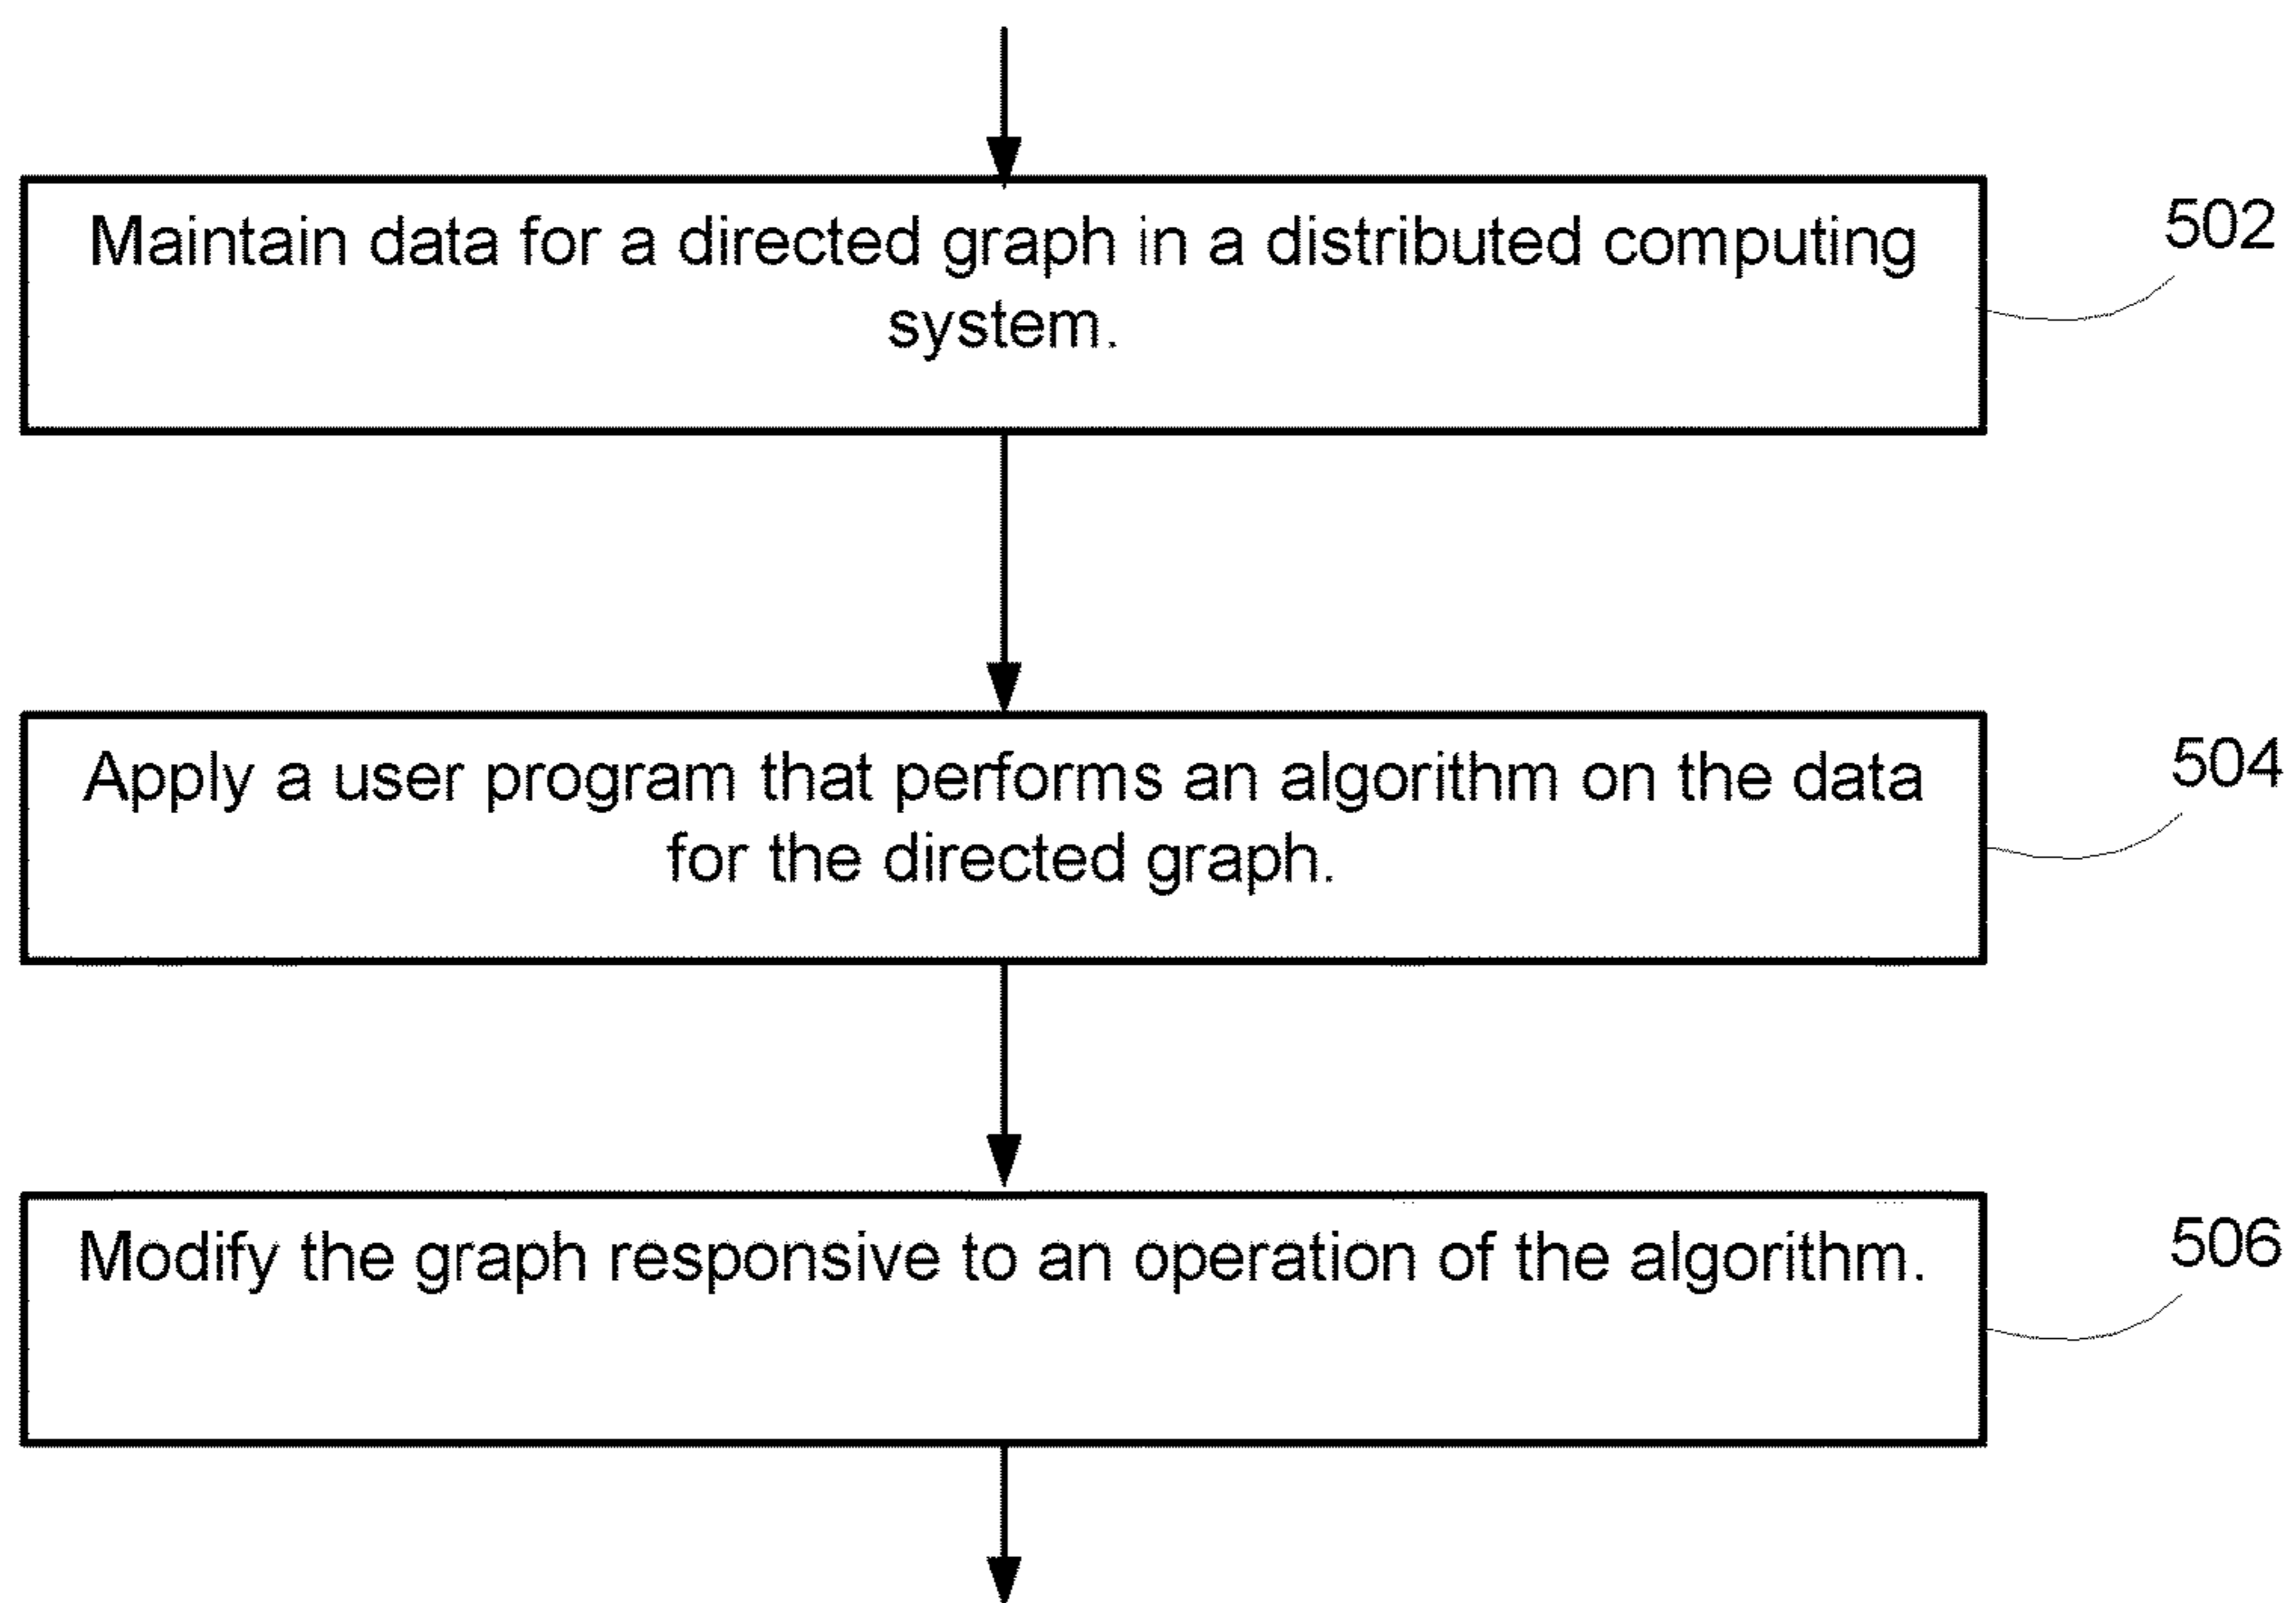 Maintain data for a directed graph in a distributed computing
system.
502
Apply a user program that performs an algorithm on the data
for the directed graph.
504
Modify the graph responsive to an operation of the algorithm.
506